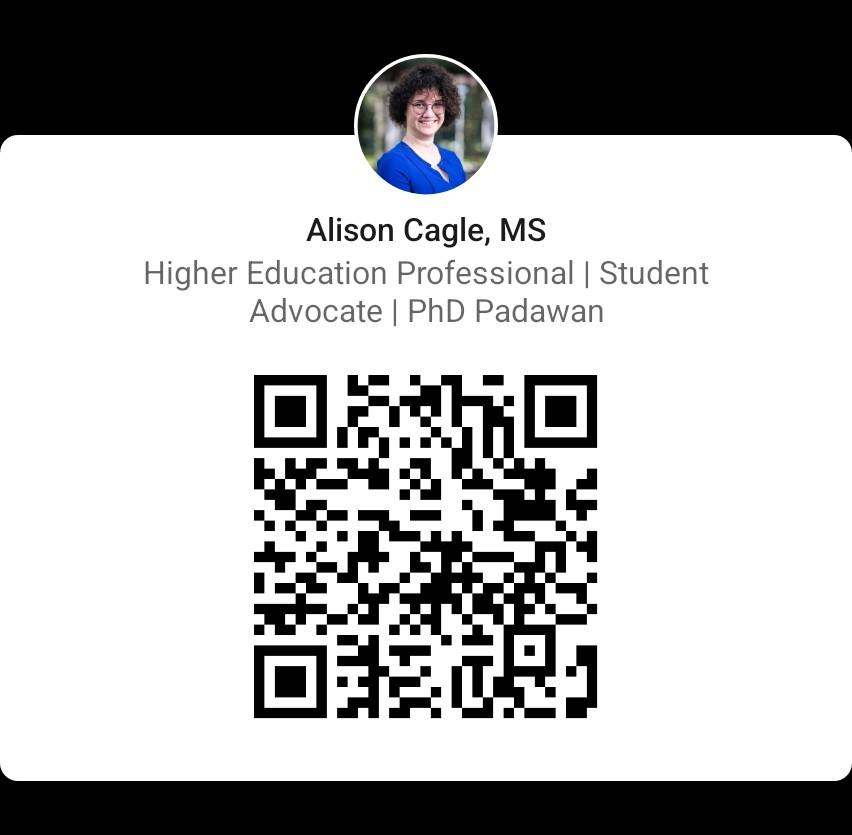 Alison Cagle, MS
Higher Education Professional | Student
Advocate | PhD Padawan